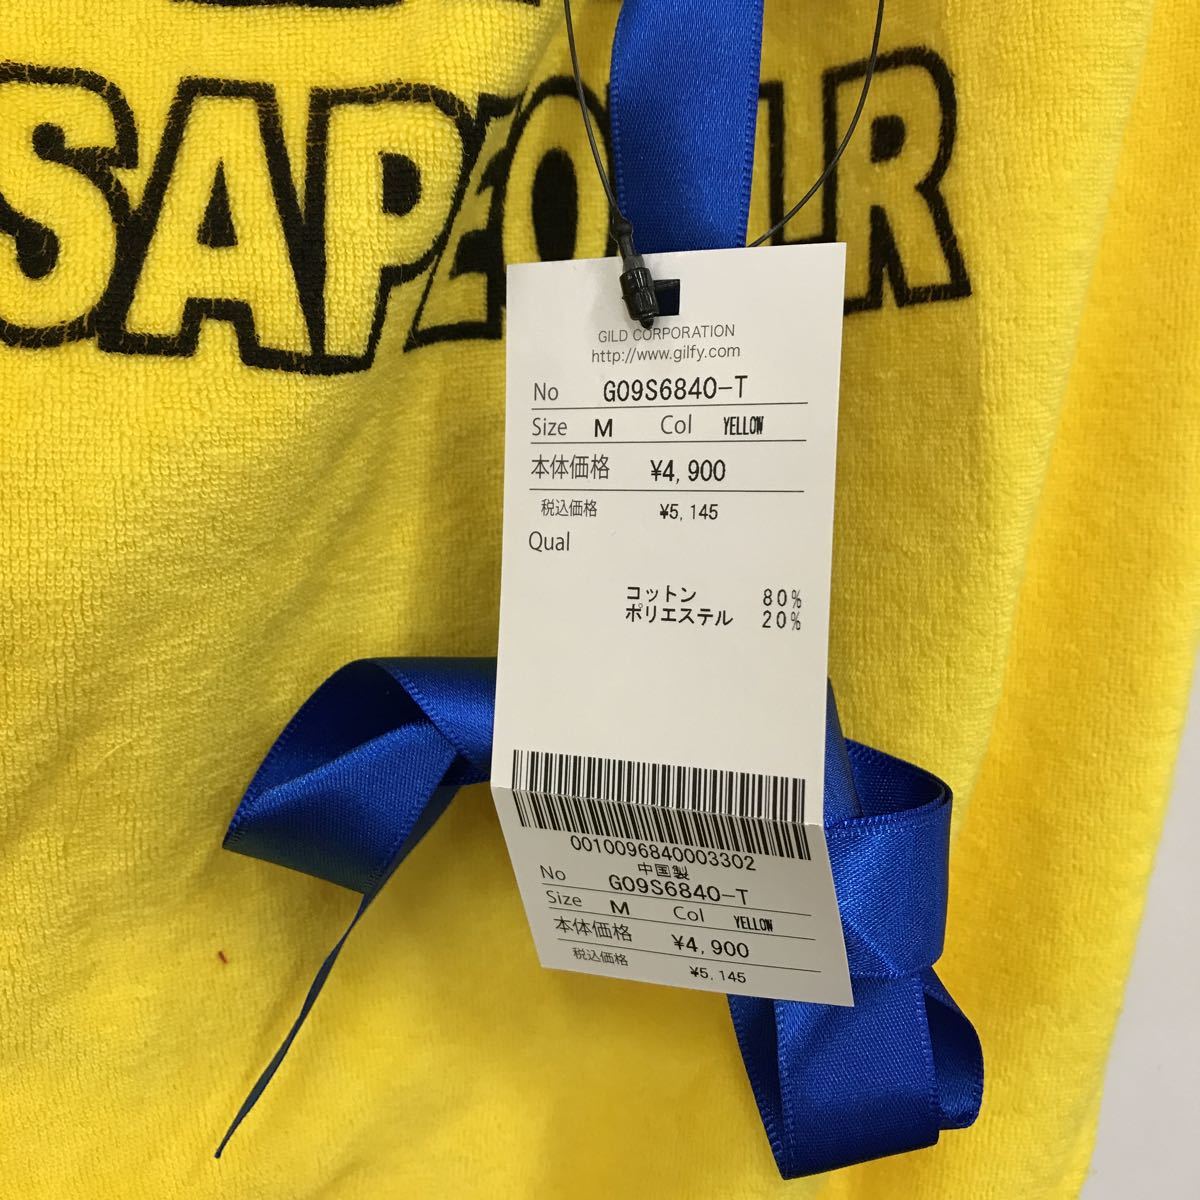 SAPEOIR
GILD CORPORATION
http://www.gilfy.com
No G09S6840-T
Size M Col YELLOW
本体価格 ¥4,900
税込価格 ¥5,145
Qual
コットン 80%
ポリエステル 20%
0010096840003302
中国製
No G09S6840-T
Size M Col YELLOW
本体価格 ¥4,900
税込価格 ¥5,145